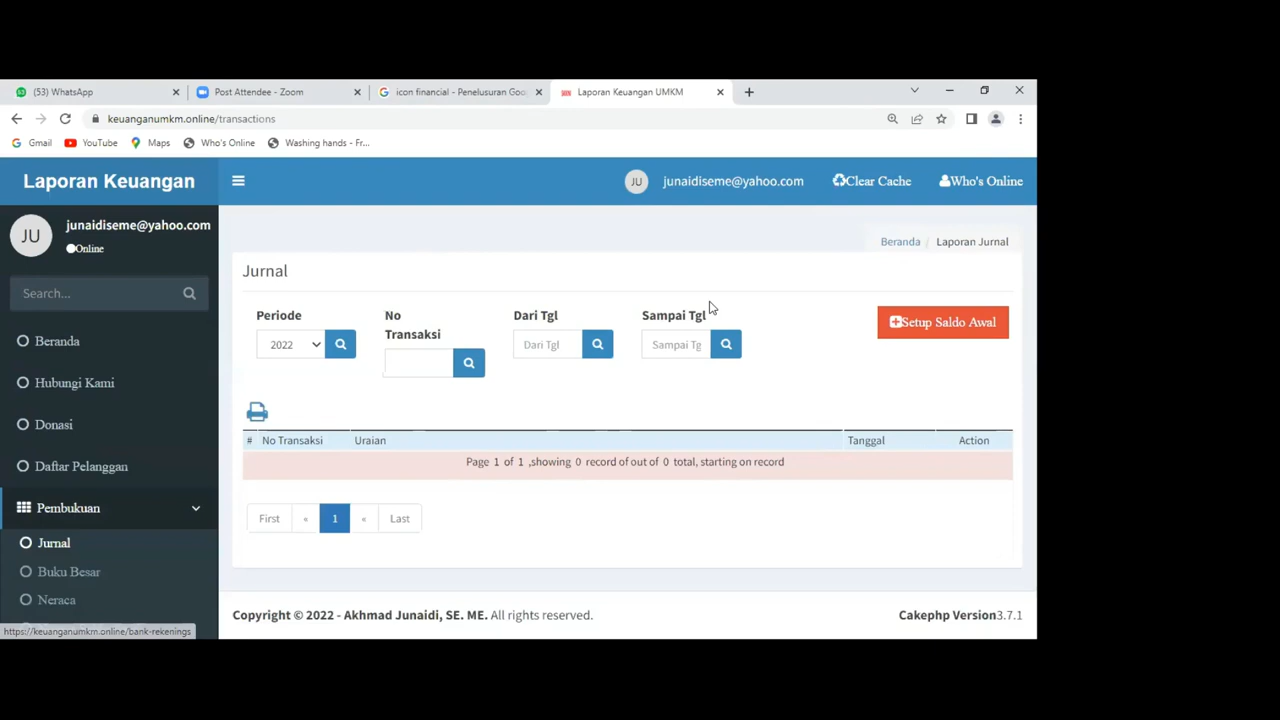 (53) WhatsApp
Post Attendee - Zoom
icon financial - Penelusuran Goo
Laporan Keuangan UMKM
keuanganumkm.online/transactions
Gmail
YouTube
Maps
Who's Online
Washing hands - Fr...
Laporan Keuangan
JU
junaidiseme@yahoo.com
Clear Cache
Who's Online
JU
junaidiseme@yahoo.com
Online
Search...
Beranda
Hubungi Kami
Donasi
Daftar Pelanggan
Pembukuan
Jurnal
Buku Besar
Neraca
https://keuanganumkm.online/bank-rekenings
Beranda / Laporan Jurnal
Jurnal
Periode
2022
No
Transaksi
Dari Tgl
Dari Tgl
Sampai Tgl
Sampai Tg
Setup Saldo Awal
# No Transaksi Uraian Tanggal Action
Page 1 of 1 ,showing 0 record of out of 0 total, starting on record
First « 1 « Last
Copyright © 2022 - Akhmad Junaidi, SE. ME. All rights reserved.
Cakephp Version3.7.1